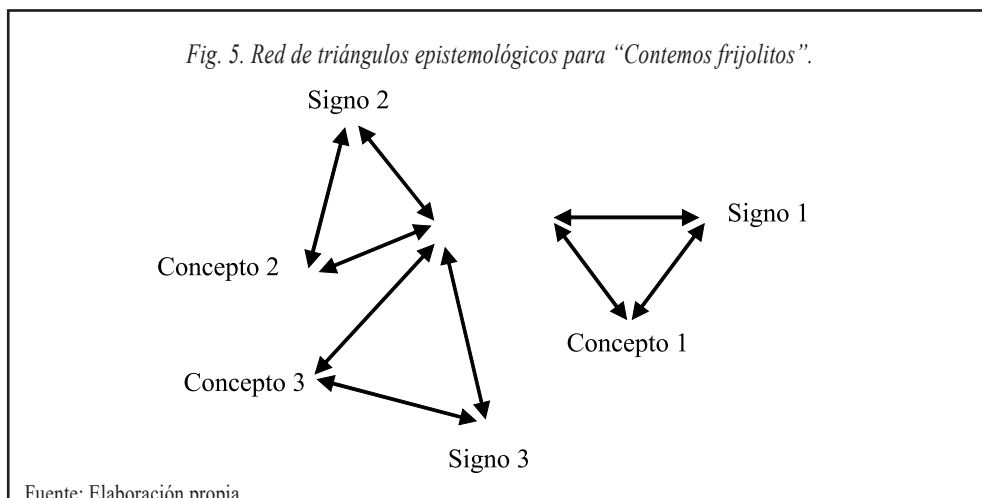 Fig. 5. Red de triángulos epistemológicos para “Contemos frijolitos”.
Signo 2
Signo 1
Concepto 2
Concepto 1
Concepto 3
Signo 3
Fuente: Elaboración propia